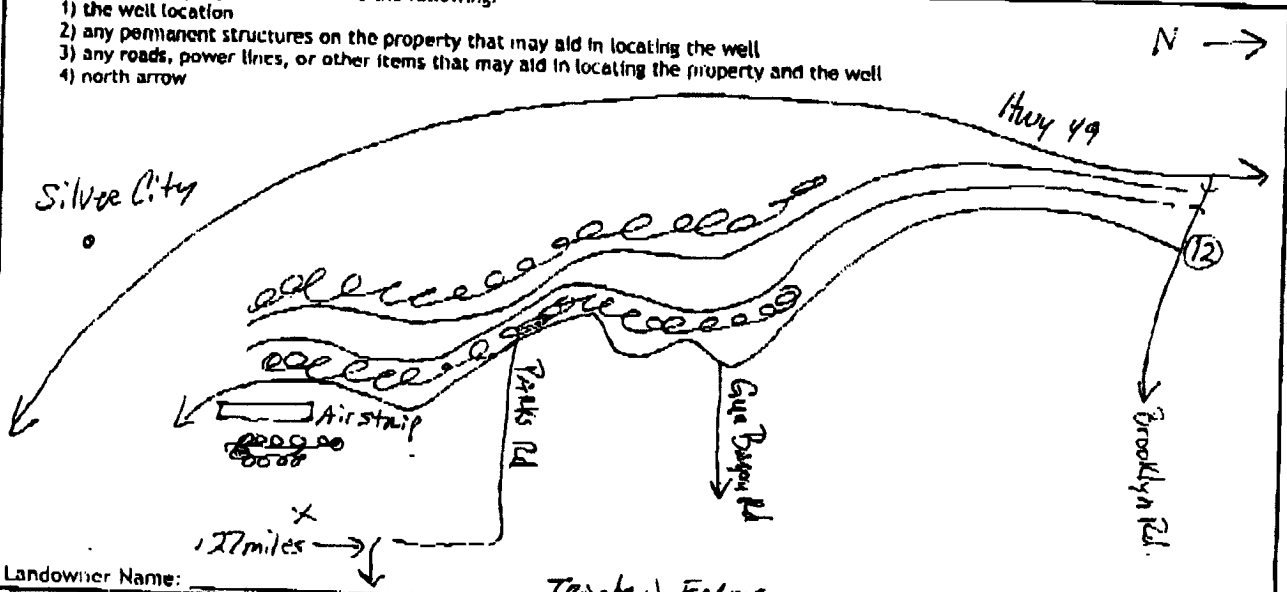 1) the well location
2) any permanent structures on the property that may aid in locating the well
3) any roads, power lines, or other items that may aid in locating the property and the well
4) north arrow
N
Hwy 49
Silver City
12
Airstrip
Parks Rd
Brooklyn Rd.
.27 miles
X
Landowner Name: